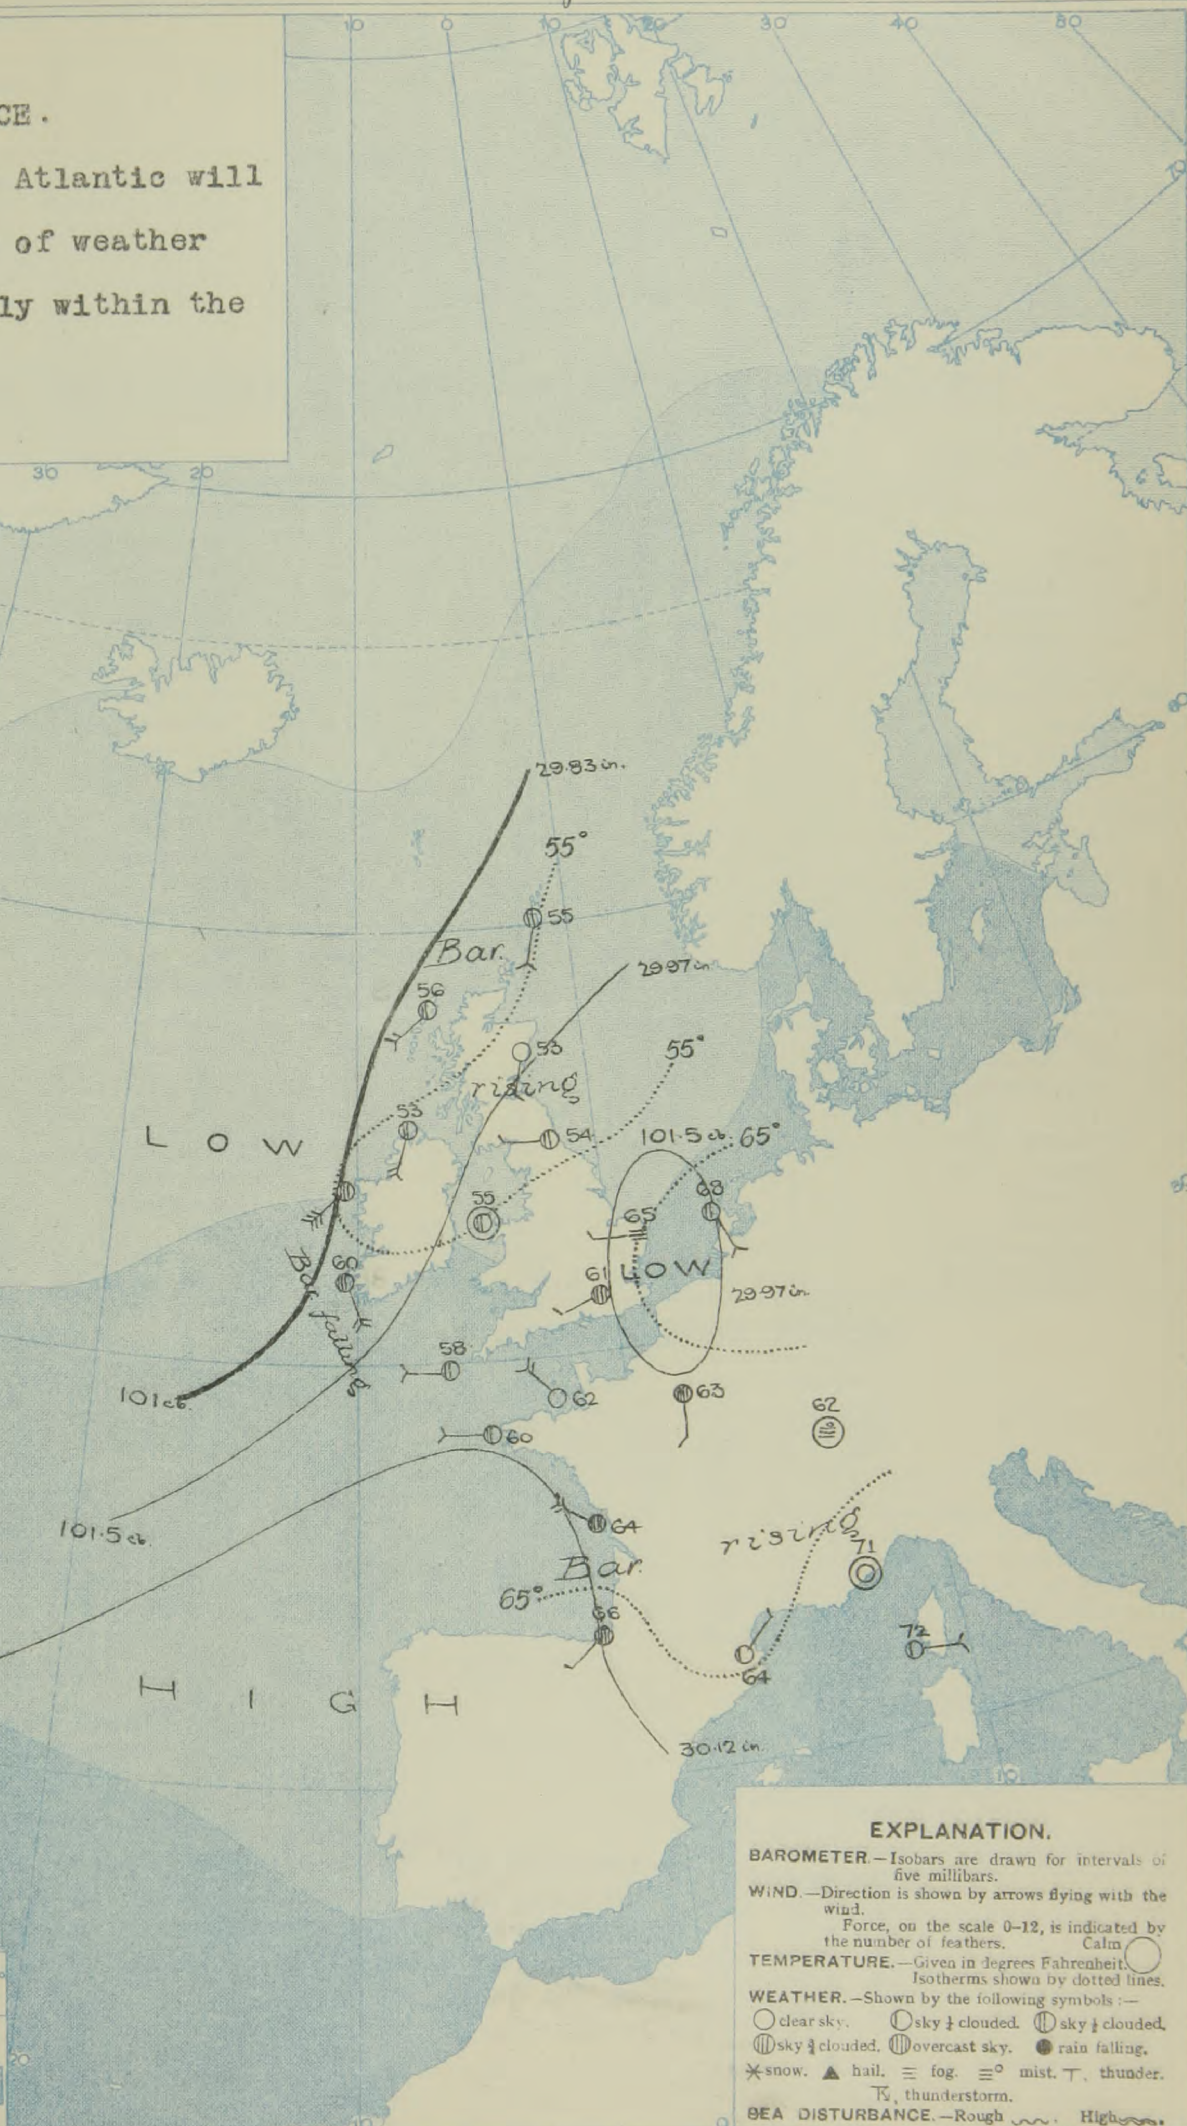 10 0 10 20 30 40 50
CE.
Atlantic will
of weather
ly within the
30 20
29.83 in.
55°
55
Bar.
29.97 in
56
53
55°
rising
53
LOW
54
101.5 cb.
65°
55
68
65
LOW
60
61
29.97 in.
Bar. falling
58
101 cb.
62
63
62
60
101.5 cb.
64
rising
71
Bar.
65°
66
72
64
HIGH
30.12 in.
10
EXPLANATION.
BAROMETER.—Isobars are drawn for intervals of
five millibars.
WIND.—Direction is shown by arrows flying with the
wind.
Force, on the scale 0–12, is indicated by
the number of feathers. Calm
TEMPERATURE.—Given in degrees Fahrenheit.
Isotherms shown by dotted lines.
WEATHER.—Shown by the following symbols :—
clear sky. sky ¼ clouded. sky ½ clouded.
sky ¾ clouded. overcast sky. rain falling.
snow. hail. fog. mist. thunder.
thunderstorm.
SEA DISTURBANCE.—Rough . High .
20
10
0